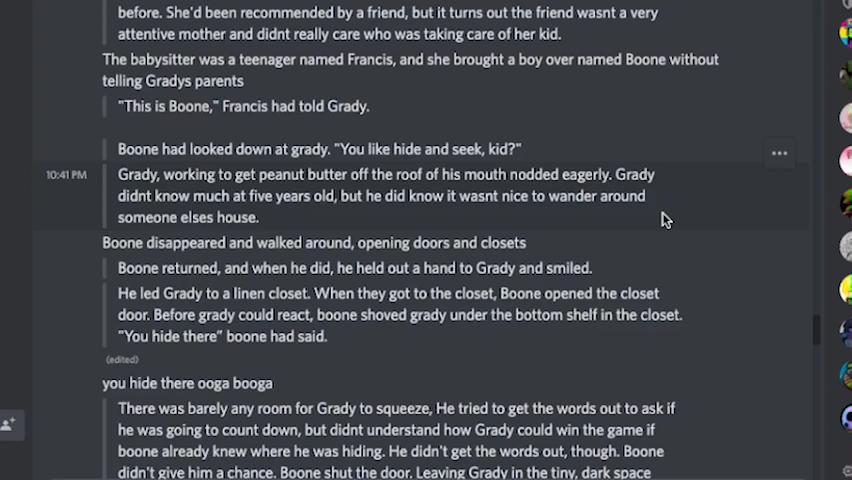 before. She'd been recommended by a friend, but it turns out the friend wasnt a very
attentive mother and didnt really care who was taking care of her kid.
The babysitter was a teenager named Francis, and she brought a boy over named Boone without
telling Gradys parents
"This is Boone," Francis had told Grady.
Boone had looked down at grady. "You like hide and seek, kid?"
10:41 PM
Grady, working to get peanut butter off the roof of his mouth nodded eagerly. Grady
didnt know much at five years old, but he did know it wasnt nice to wander around
someone elses house.
Boone disappeared and walked around, opening doors and closets
Boone returned, and when he did, he held out a hand to Grady and smiled.
He led Grady to a linen closet. When they got to the closet, Boone opened the closet
door. Before grady could react, boone shoved grady under the bottom shelf in the closet.
"You hide there” boone had said.
(edited)
you hide there ooga booga
There was barely any room for Grady to squeeze, He tried to get the words out to ask if
he was going to count down, but didnt understand how Grady could win the game if
boone already knew where he was hiding. He didn't get the words out, though. Boone
didn't give him a chance. Boone shut the door. Leaving Grady in the tiny, dark space